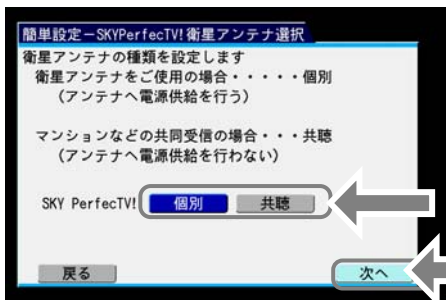 簡単設定－SKYPerfecTV!衛星アンテナ選択
衛星アンテナの種類を設定します
衛星アンテナをご使用の場合・・・・・個別
（アンテナへ電源供給を行う）
マンションなどの共同受信の場合・・・共聴
（アンテナへ電源供給を行わない）
SKY PerfecTV! 個別 共聴
戻る 次へ